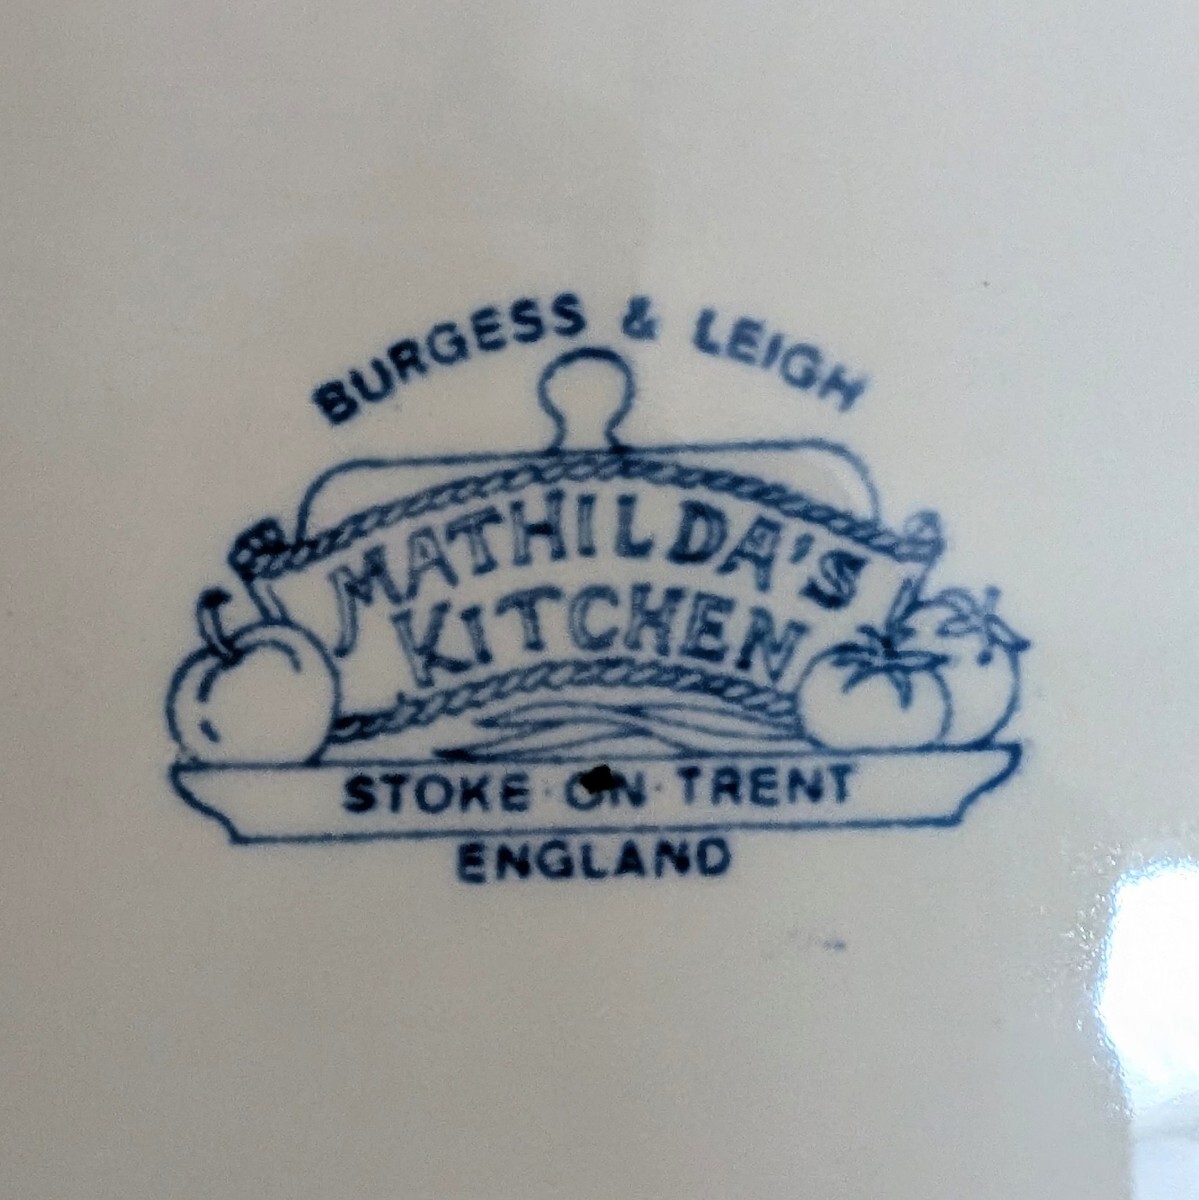 BURGESS & LEIGH
MATHILDA'S
KITCHEN
STOKE·ON·TRENT
ENGLAND